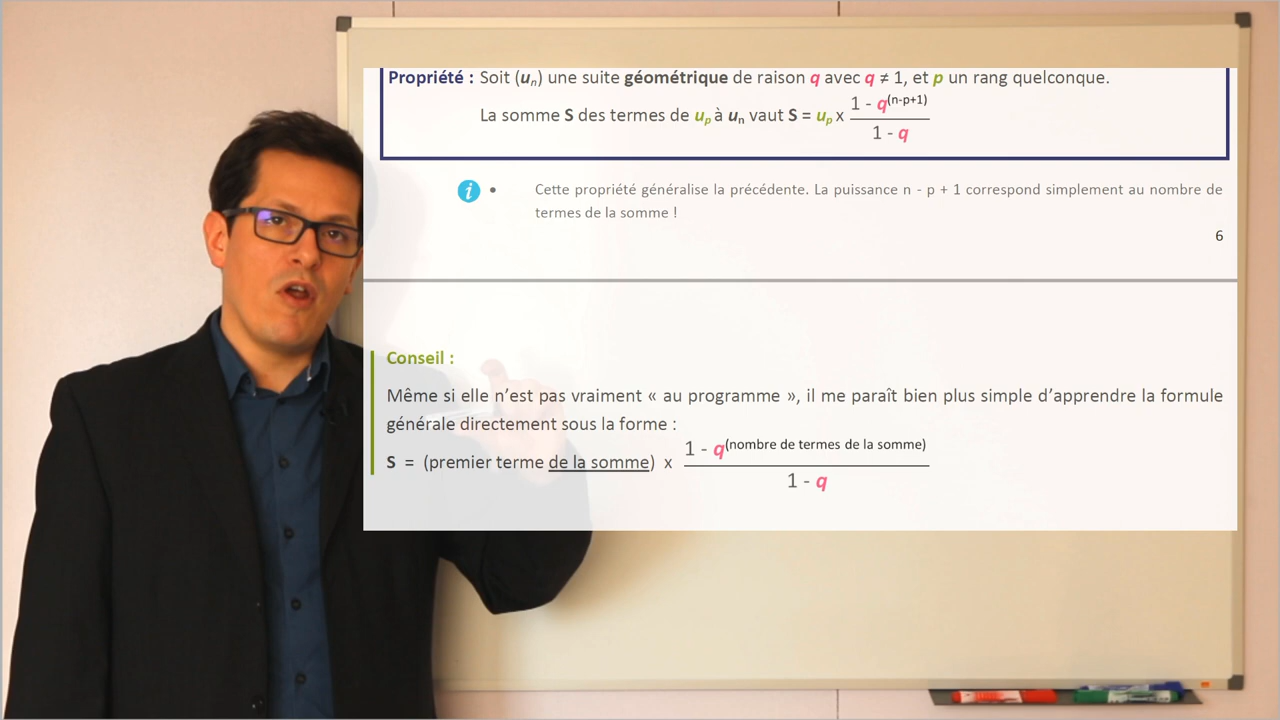 Propriété : Soit (uₙ) une suite géométrique de raison q avec q ≠ 1, et p un rang quelconque.
La somme S des termes de uₚ à uₙ vaut S = uₚ x (1 - q^(n-p+1)) / (1 - q)
i • Cette propriété généralise la précédente. La puissance n - p + 1 correspond simplement au nombre de
termes de la somme !
6
Conseil :
Même si elle n’est pas vraiment « au programme », il me paraît bien plus simple d’apprendre la formule
générale directement sous la forme :
S = (premier terme de la somme) x (1 - q^(nombre de termes de la somme)) / (1 - q)